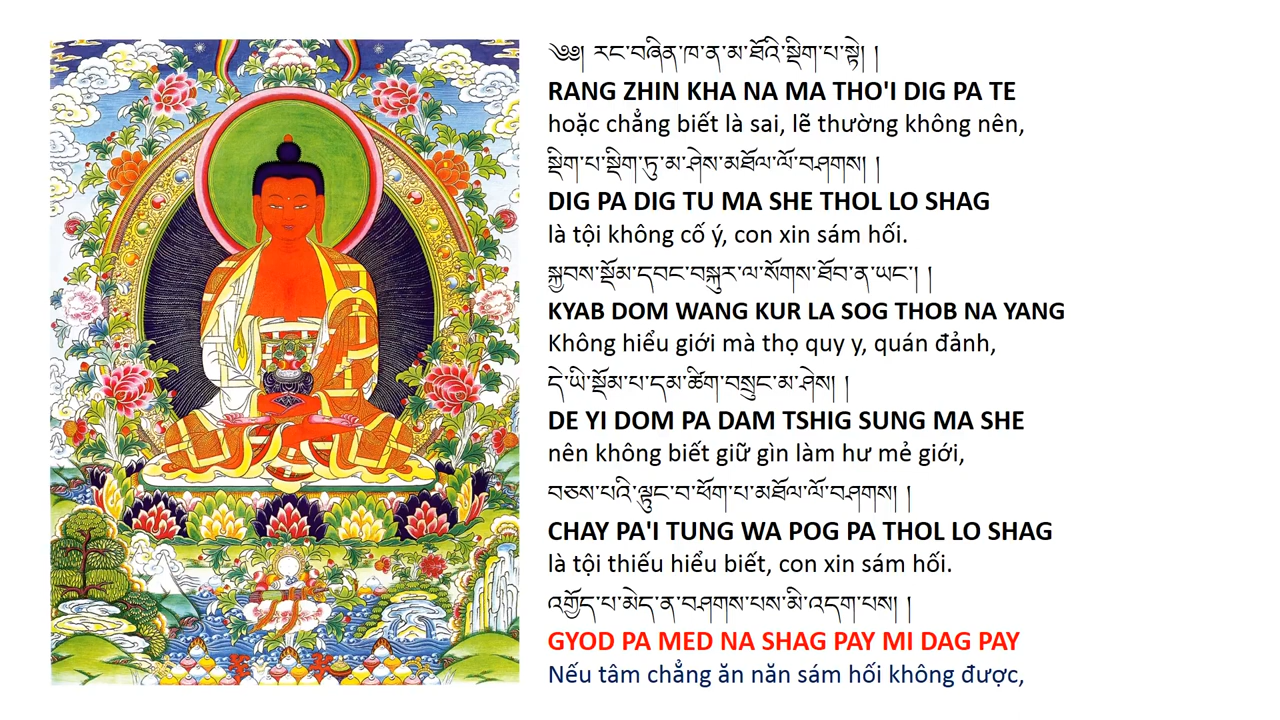 ༄༅། རང་བཞིན་ཁ་ན་མ་ཐོའི་སྡིག་པ་སྟེ། །
RANG ZHIN KHA NA MA THO'I DIG PA TE
hoặc chẳng biết là sai, lẽ thường không nên,
སྡིག་པ་སྡིག་ཏུ་མ་ཤེས་མཐོལ་ལོ་བཤགས། །
DIG PA DIG TU MA SHE THOL LO SHAG
là tội không cố ý, con xin sám hối.
སྐྱབས་སྡོམ་དབང་བསྐུར་ལ་སོགས་ཐོབ་ན་ཡང་། །
KYAB DOM WANG KUR LA SOG THOB NA YANG
Không hiểu giới mà thọ quy y, quán đảnh,
དེ་ཡི་སྡོམ་པ་དམ་ཚིག་བསྲུང་མ་ཤེས། །
DE YI DOM PA DAM TSHIG SUNG MA SHE
nên không biết giữ gìn làm hư mẻ giới,
བཅས་པའི་ལྟུང་བ་ཕོག་པ་མཐོལ་ལོ་བཤགས། །
CHAY PA'I TUNG WA POG PA THOL LO SHAG
là tội thiếu hiểu biết, con xin sám hối.
འགྱོད་པ་མེད་ན་བཤགས་པས་མི་འདག་པས། །
GYOD PA MED NA SHAG PAY MI DAG PAY
Nếu tâm chẳng ăn năn sám hối không được,